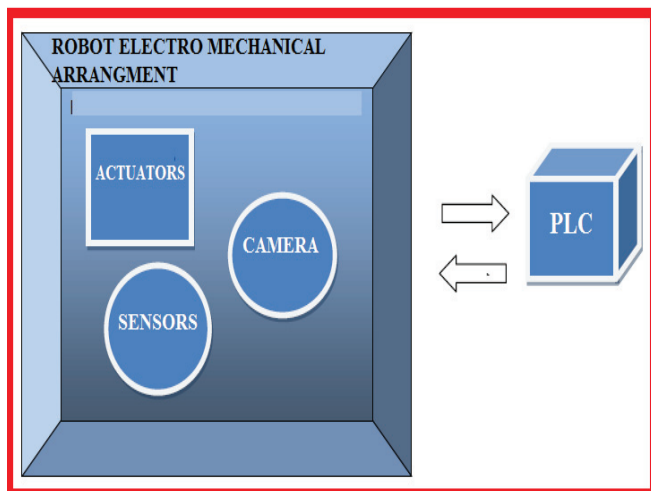 ROBOT ELECTRO MECHANICAL
ARRANGMENT
ACTUATORS
CAMERA
SENSORS
PLC